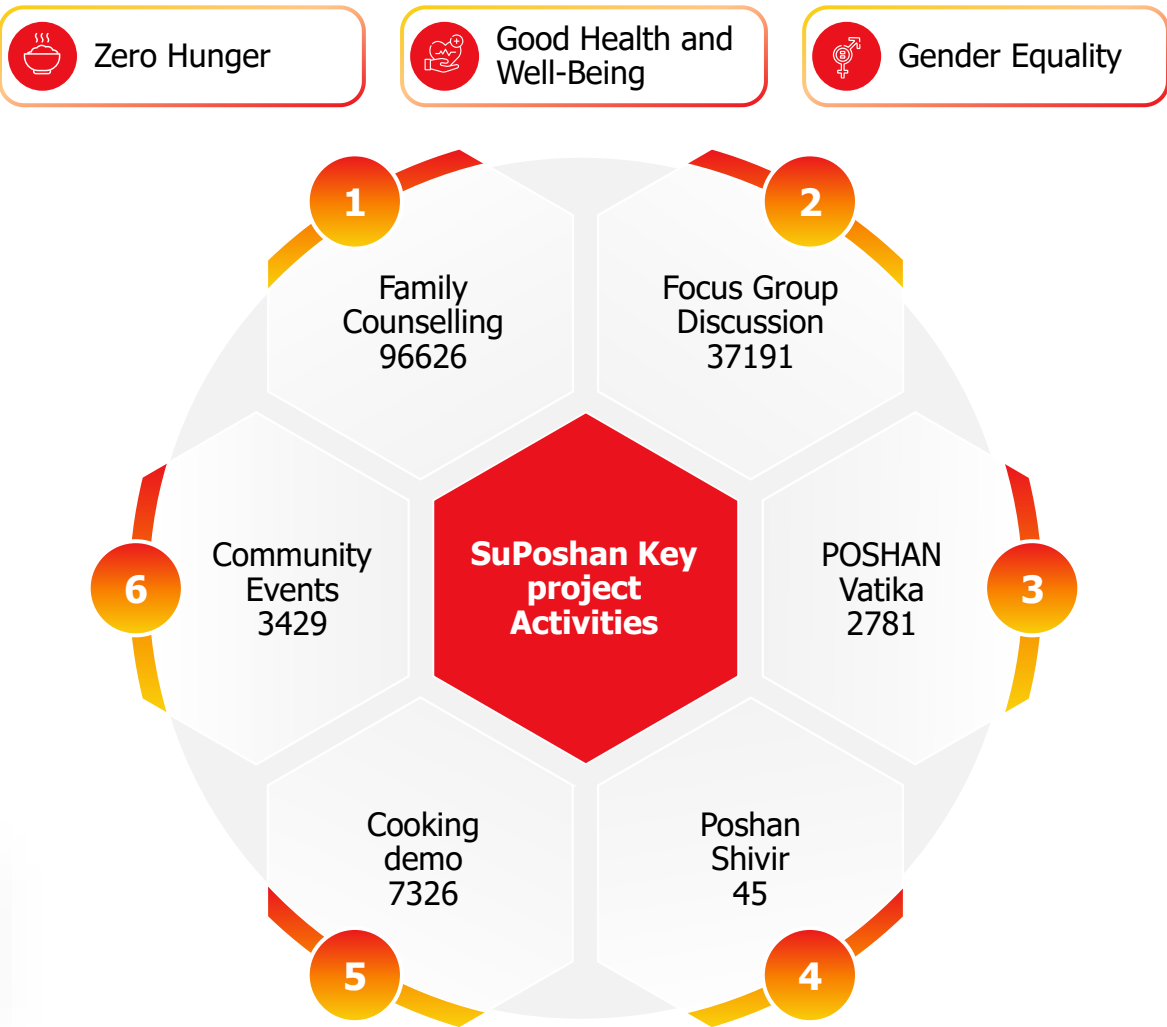 Zero Hunger
Good Health and
Well-Being
Gender Equality
1
Family
Counselling
96626
2
Focus Group
Discussion
37191
3
POSHAN
Vatika
2781
4
Poshan
Shivir
45
5
Cooking
demo
7326
6
Community
Events
3429
SuPoshan Key
project
Activities